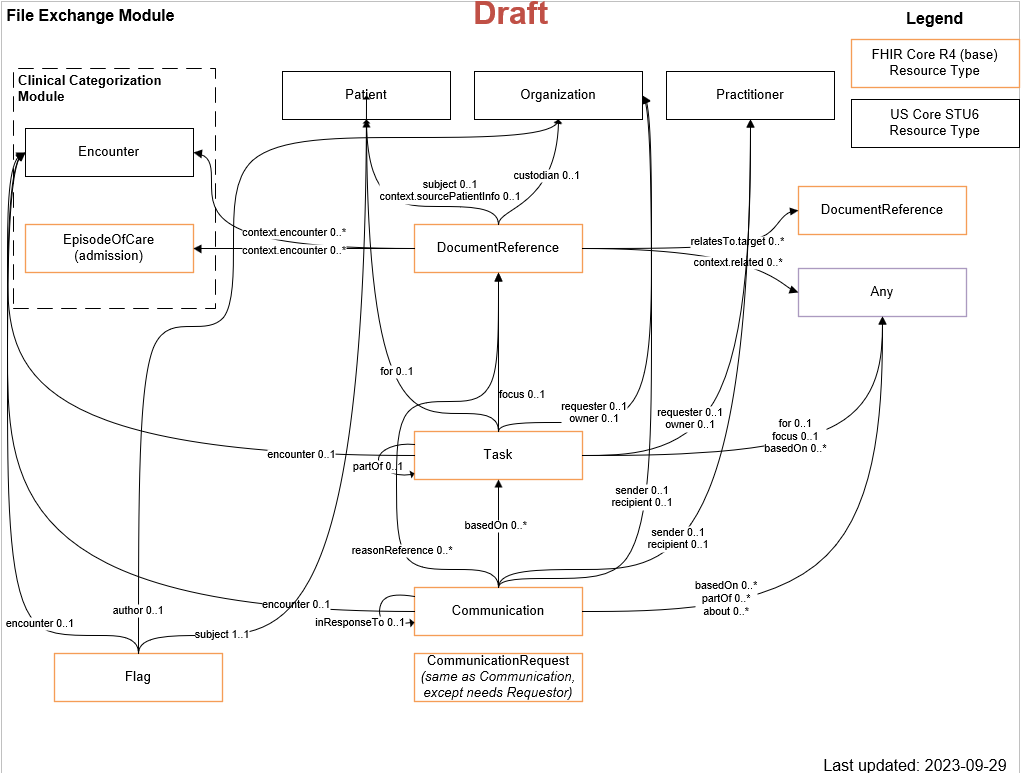 File Exchange Module
Draft
Legend
FHIR Core R4 (base)
Resource Type
US Core STU6
Resource Type
Clinical Categorization
Module
Patient
Organization
Practitioner
Encounter
custodian 0..1
subject 0..1
context.sourcePatientInfo 0..1
DocumentReference
EpisodeOfCare
(admission)
context.encounter 0..*
context.encounter 0..*
DocumentReference
relatesTo.target 0..*
context.related 0..*
Any
for 0..1
focus 0..1
requester 0..1
owner 0..1
requester 0..1
owner 0..1
for 0..1
focus 0..1
basedOn 0..*
encounter 0..1
Task
partOf 0..1
sender 0..1
recipient 0..1
basedOn 0..*
sender 0..1
recipient 0..1
reasonReference 0..*
basedOn 0..*
partOf 0..*
about 0..*
author 0..1
encounter 0..1
Communication
inResponseTo 0..1
encounter 0..1
subject 1..1
Flag
CommunicationRequest
(same as Communication,
except needs Requestor)
Last updated: 2023-09-29